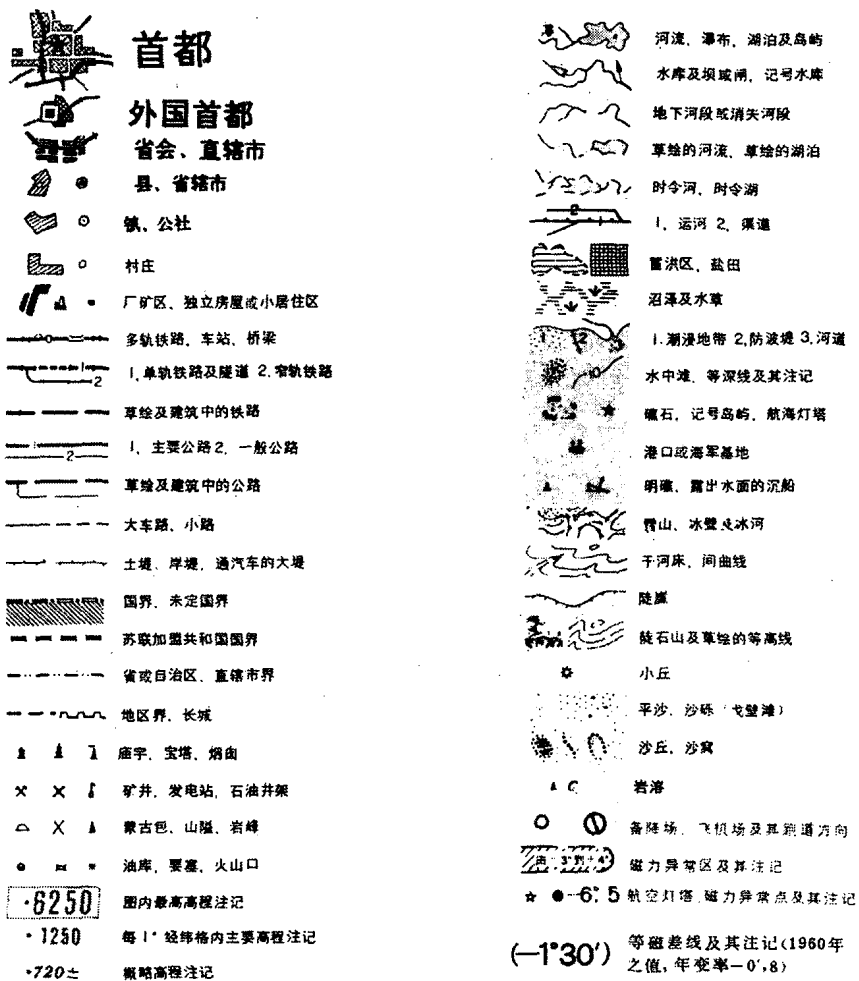 首都
外国首都
省会、直辖市
县、省辖市
镇、公社
村庄
厂矿区、独立房屋或小居住区
多轨铁路、车站、桥梁
1,单轨铁路及隧道 2.窄轨铁路
2
草绘及建筑中的铁路
1、主要公路2、一般公路
2
草绘及建筑中的公路
大车路、小路
土堤、岸堤，通汽车的大堤
国界、未定国界
苏联加盟共和国国界
省或自治区、直辖市界
地区界、长城
庙宇、宝塔、烟囱
矿井、发电站、石油井架
蒙古包、山隘、岩峰
油库、要塞、火山口
·6250 图内最高高程注记
·1250 每1°经纬格内主要高程注记
·720± 概略高程注记
河流、瀑布、湖泊及岛屿
水库及坝或闸，记号水库
地下河段或消失河段
草绘的河流、草绘的湖泊
时令河、时令湖
2
1、运河 2、渠道
蓄洪区、盐田
沼泽及水草
1 2 3
1.潮浸地带 2,防波堤 3.河道
10
水中滩、等深线及其注记
礁石、记号岛屿、航海灯塔
港口或海军基地
明礁、露出水面的沉船
雪山、冰壁及冰河
干河床、间曲线
陡崖
陡石山及草绘的等高线
小丘
平沙、沙砾（戈壁滩）
沙丘、沙窝
岩溶
备降场、飞机场及其跑道方向
由-3°到+4° 磁力异常区及其注记
-6°.5 航空灯塔,磁力异常点及其注记
(-1°30′) 等磁差线及其注记(1960年
之值,年变率-0′,8)